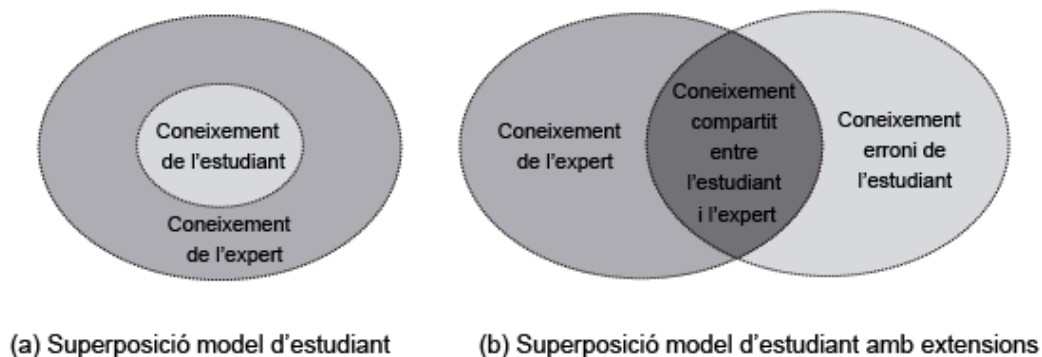 Coneixement
de l'estudiant
Coneixement
de l'expert
Coneixement
de l'expert
Coneixement
compartit
entre
l'estudiant
i l'expert
Coneixement
erroni de
l'estudiant
(a) Superposició model d'estudiant
(b) Superposició model d'estudiant amb extensions